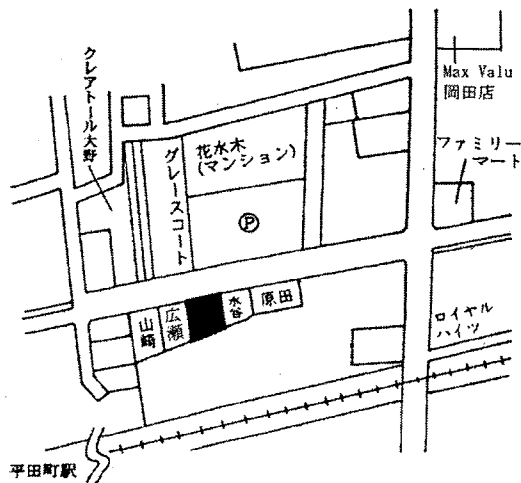 クレアトール大野
Max Valu
岡田店
花水木
(マンション)
グレースコート
ファミリー
マート
Ⓟ
山崎
広瀬
水谷
原田
ロイヤル
ハイツ
平田町駅